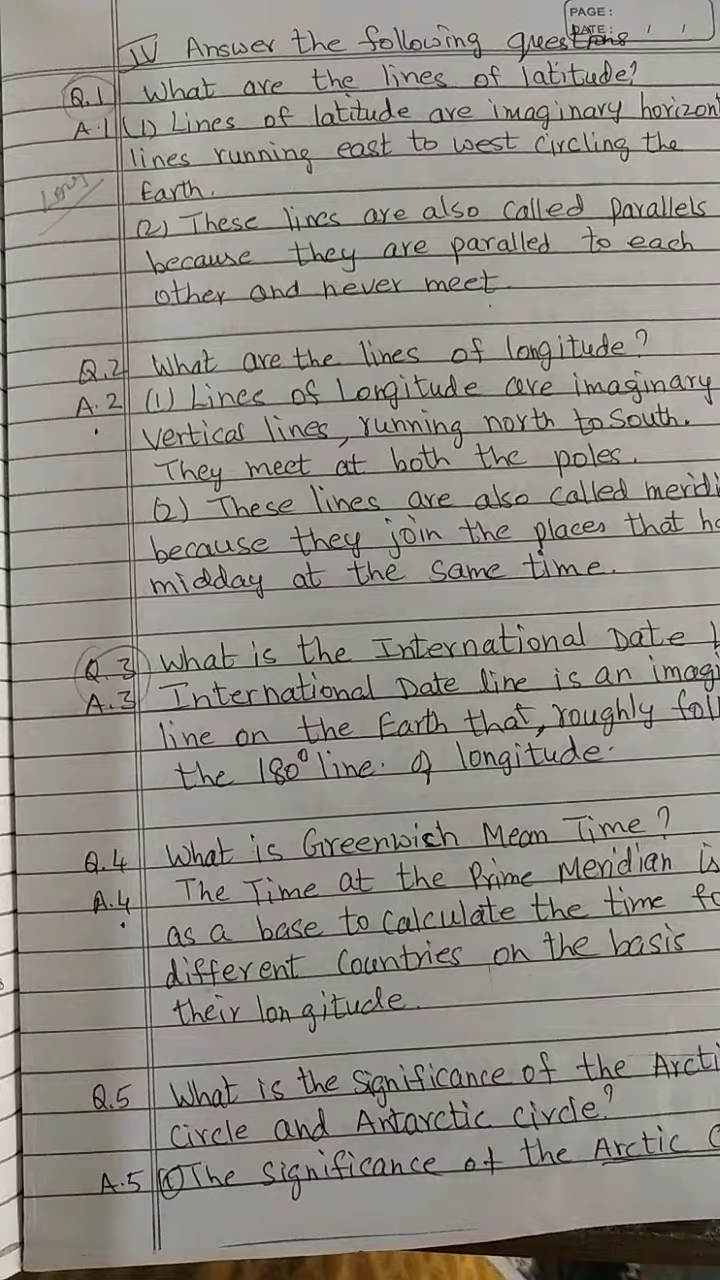 PAGE:
DATE: / /
IV Answer the following questions
Q.1 What are the lines of latitude?
A.1 (1) Lines of latitude are imaginary horizont
lines running east to west circling the
Earth.
(2) These lines are also called parallels
because they are paralled to each
other and never meet.
Q.2 What are the lines of longitude?
A.2 (1) Lines of Longitude are imaginary
vertical lines, running north to South.
They meet at both the poles.
(2) These lines are also called meridi
because they join the places that ha
midday at the same time.
Q.3 What is the International Date
A.3 International Date line is an imagi
line on the Earth that, roughly foll
the 180° line. of longitude.
Q.4 What is Greenwich Mean Time?
A.4 The Time at the Prime Meridian is
as a base to calculate the time fo
different Countries on the basis
their longitude.
Q.5 What is the significance of the Arcti
circle and Antarctic circle?
A.5 (1) The significance of the Arctic C